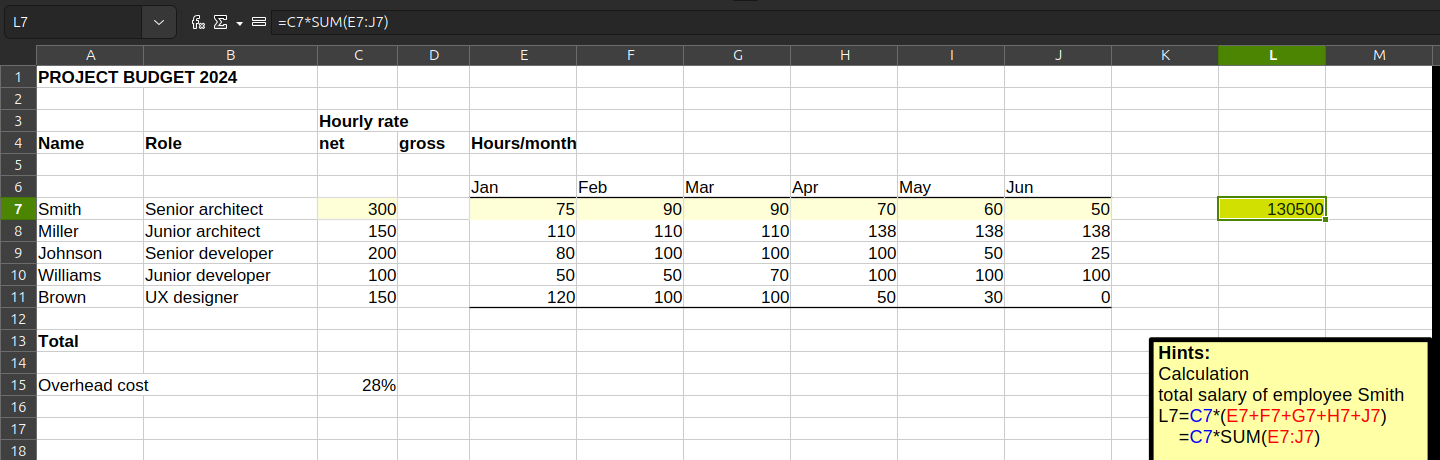 L7 fx Σ = =C7*SUM(E7:J7)
A B C D E F G H I J K L M
1 PROJECT BUDGET 2024
2
3 Hourly rate
4 Name Role net gross Hours/month
5
6 Jan Feb Mar Apr May Jun
7 Smith Senior architect 300 75 90 90 70 60 50 130500
8 Miller Junior architect 150 110 110 110 138 138 138
9 Johnson Senior developer 200 80 100 100 100 50 25
10 Williams Junior developer 100 50 50 70 100 100 100
11 Brown UX designer 150 120 100 100 50 30 0
12
13 Total
14
15 Overhead cost 28%
16
17
18
Hints:
Calculation
total salary of employee Smith
L7=C7*(E7+F7+G7+H7+J7)
=C7*SUM(E7:J7)